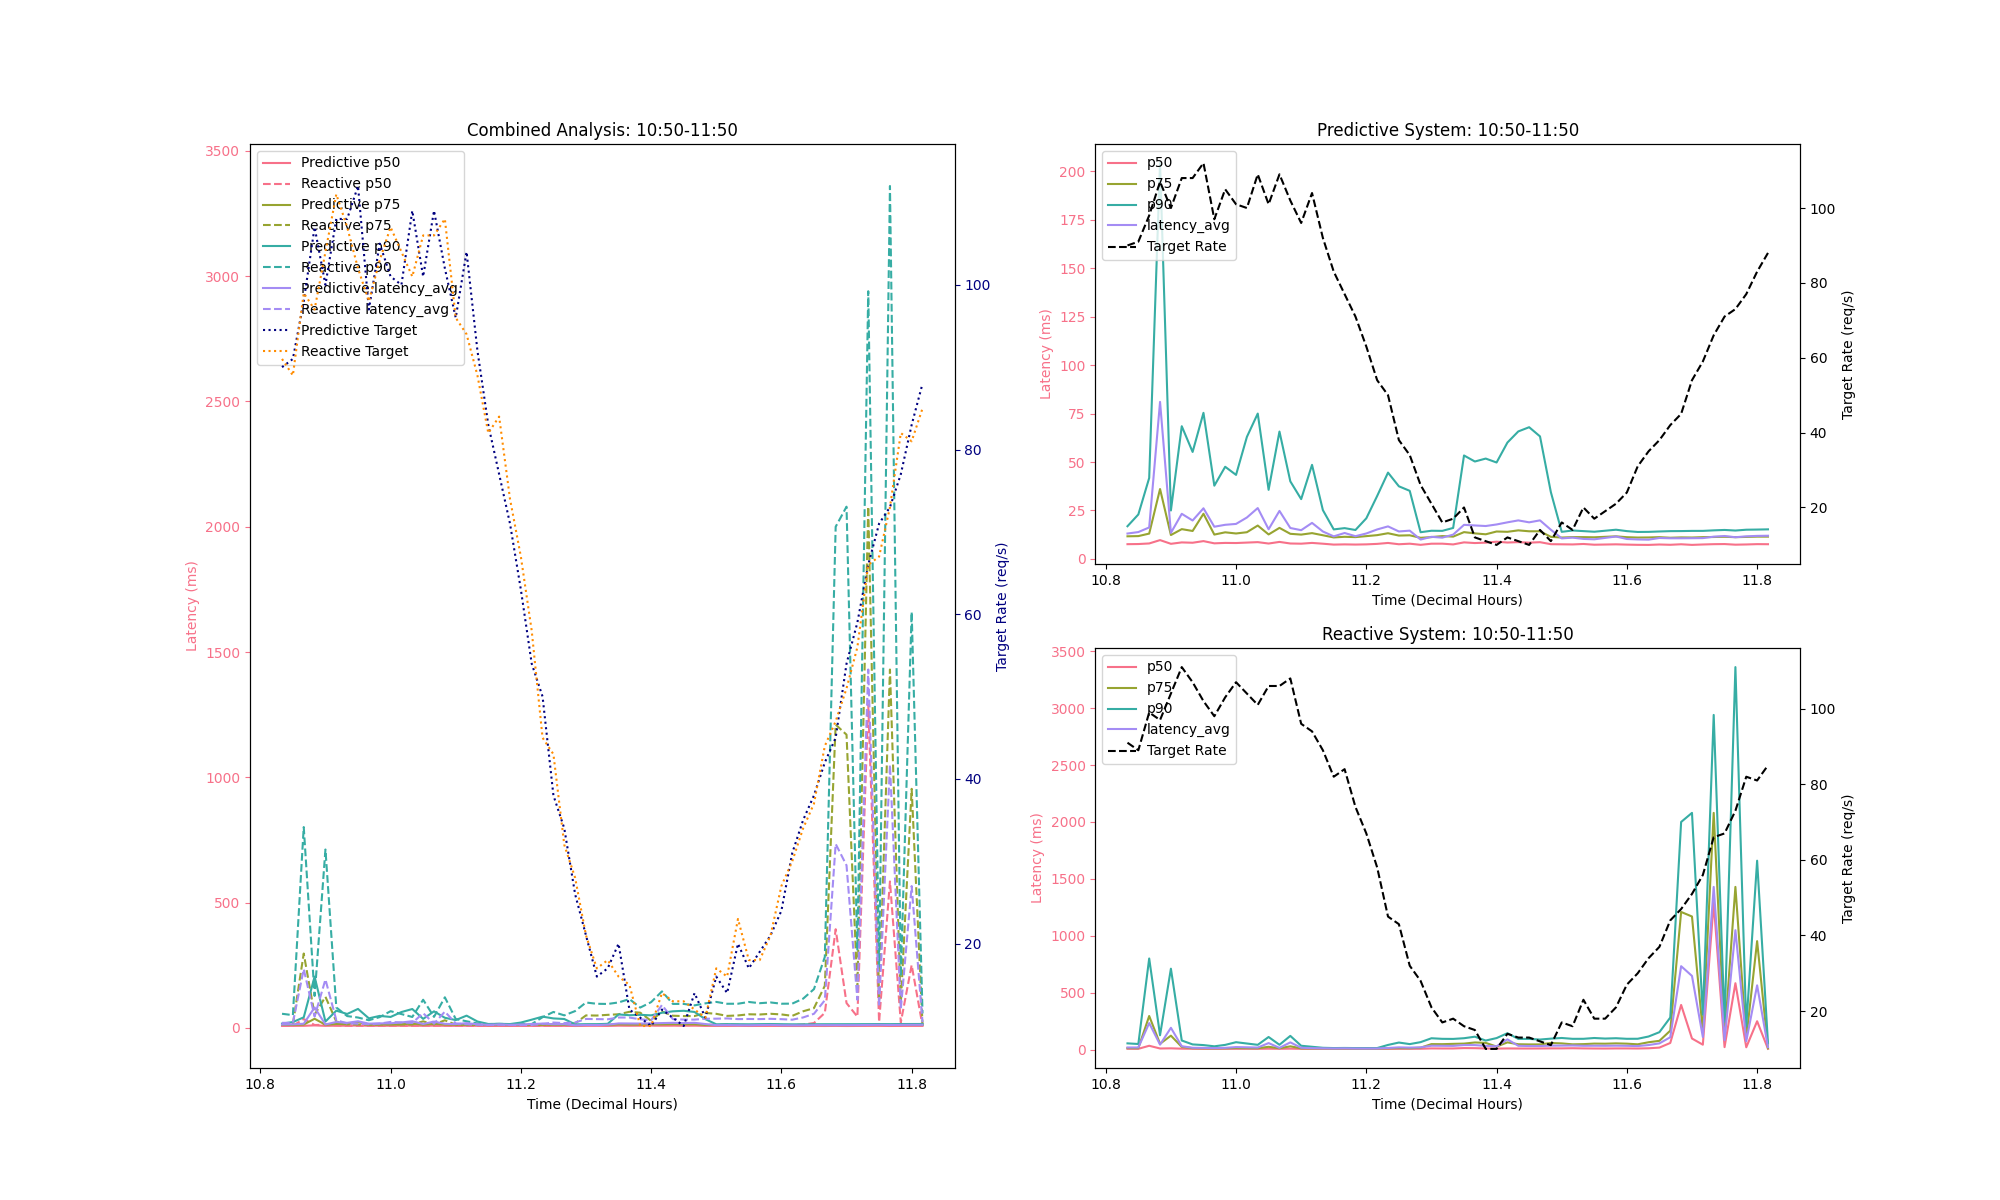 Combined Analysis: 10:50-11:50
3500
3000
2500
2000
1500
1000
500
0
Latency (ms)
Predictive p50
Reactive p50
Predictive p75
Reactive p75
Predictive p90
Reactive p90
Predictive latency_avg
Reactive latency_avg
Predictive Target
Reactive Target
100
80
60
40
20
Target Rate (req/s)
10.8 11.0 11.2 11.4 11.6 11.8
Time (Decimal Hours)
Predictive System: 10:50-11:50
200
175
150
125
100
75
50
25
0
Latency (ms)
p50
p75
p90
latency_avg
Target Rate
100
80
60
40
20
Target Rate (req/s)
10.8 11.0 11.2 11.4 11.6 11.8
Time (Decimal Hours)
Reactive System: 10:50-11:50
3500
3000
2500
2000
1500
1000
500
0
Latency (ms)
p50
p75
p90
latency_avg
Target Rate
100
80
60
40
20
Target Rate (req/s)
10.8 11.0 11.2 11.4 11.6 11.8
Time (Decimal Hours)